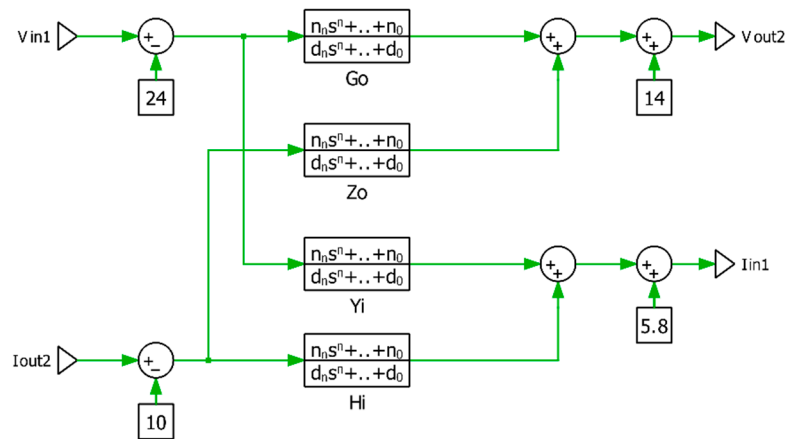 Vin1
+
−
24
nₙsⁿ+..+n₀
dₙsⁿ+..+d₀
Go
+
+
+
+
14
Vout2
nₙsⁿ+..+n₀
dₙsⁿ+..+d₀
Zo
nₙsⁿ+..+n₀
dₙsⁿ+..+d₀
Yi
+
+
+
+
5.8
Iin1
Iout2
+
−
10
nₙsⁿ+..+n₀
dₙsⁿ+..+d₀
Hi